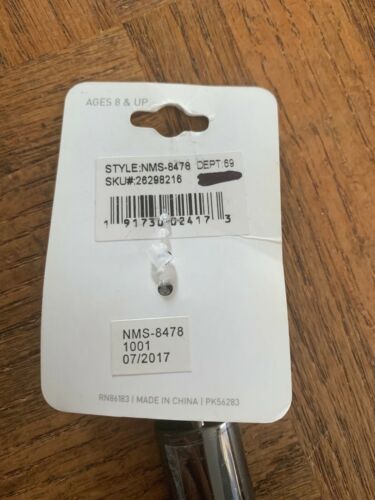 AGES 8 & UP
STYLE:NMS-8478 DEPT:69
SKU#:26298216
1 91730 02417 3
NMS-8478
1001
07/2017
RN86183 | MADE IN CHINA | PK56283